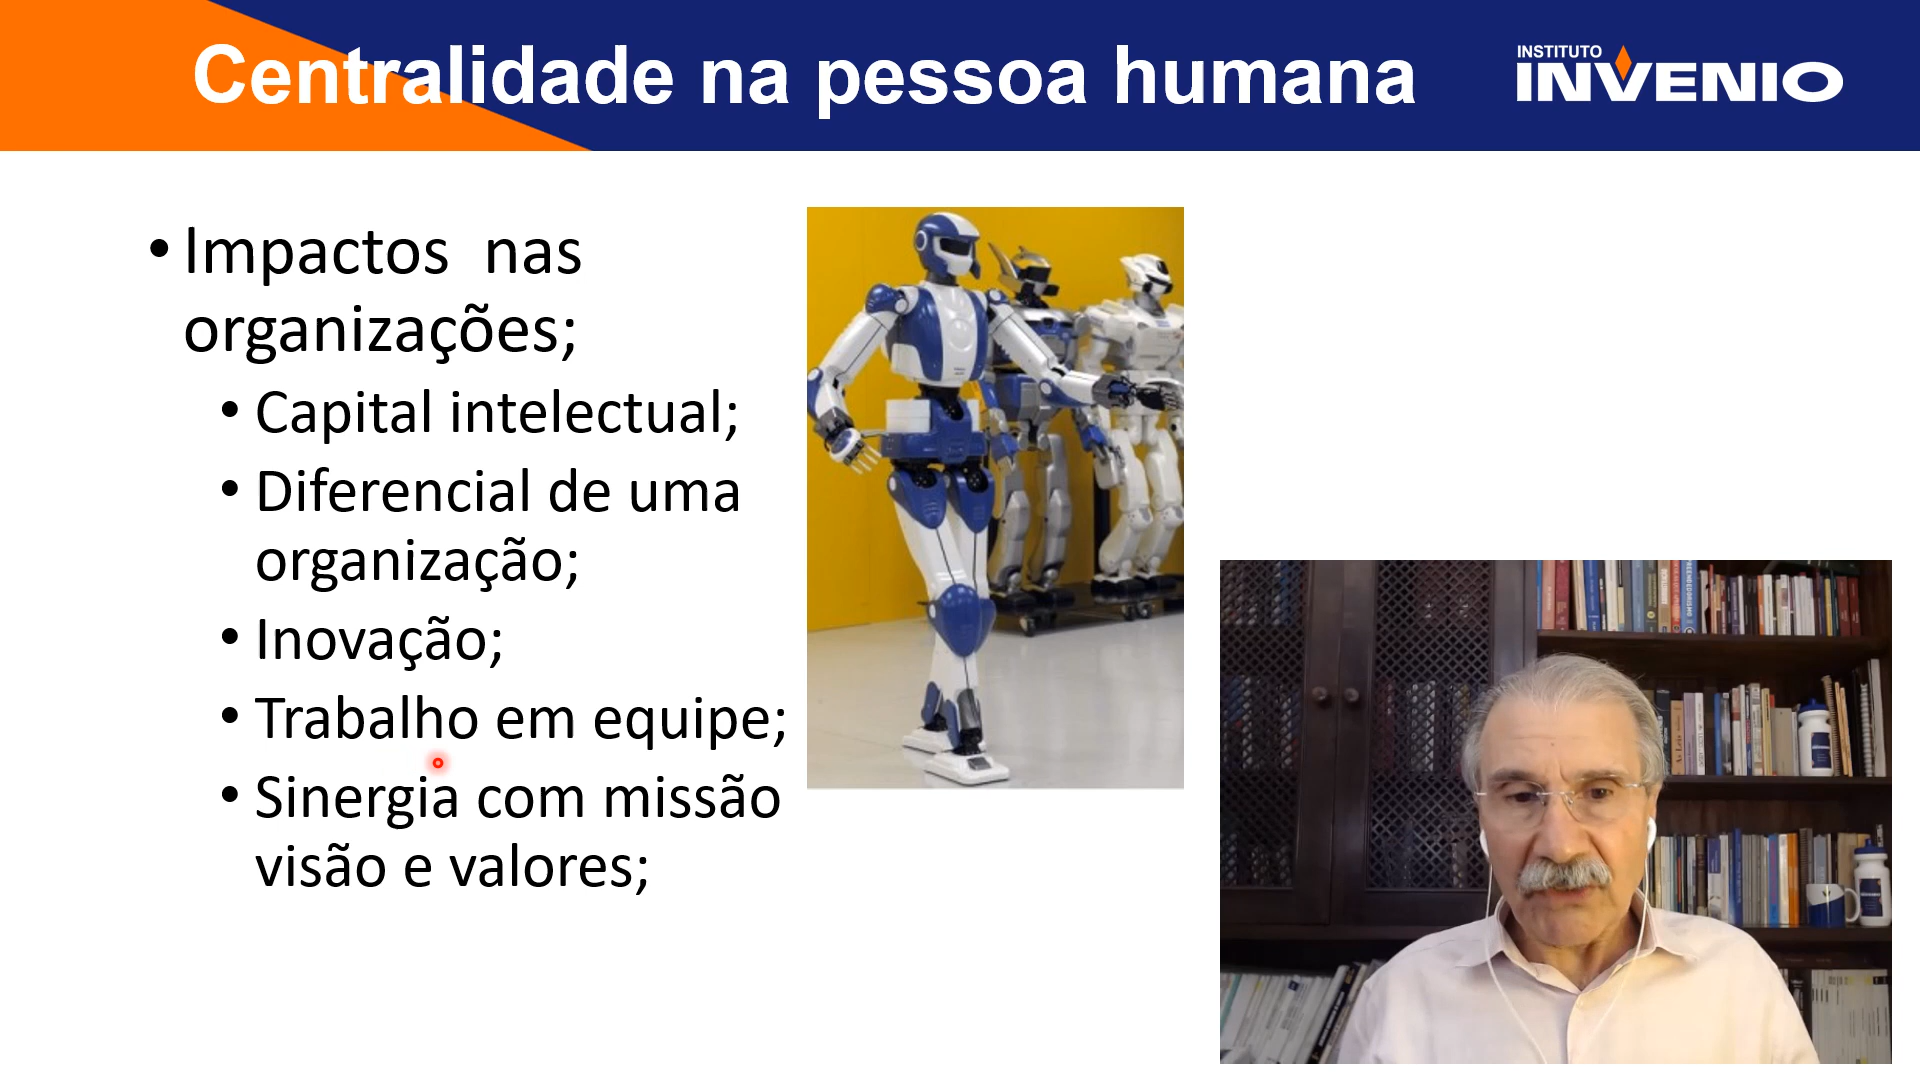 Centralidade na pessoa humana
INSTITUTO
INVENIO
• Impactos nas
organizações;
• Capital intelectual;
• Diferencial de uma
organização;
• Inovação;
• Trabalho em equipe;
• Sinergia com missão
visão e valores;